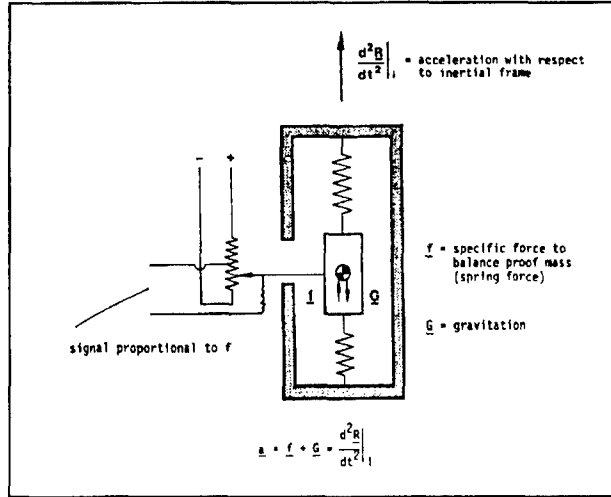 d²R/dt²|ᵢ = acceleration with respect
to inertial frame
- +
f = specific force to
balance proof mass
(spring force)
f G
G = gravitation
signal proportional to f
a = f + G = d²R/dt²|ᵢ